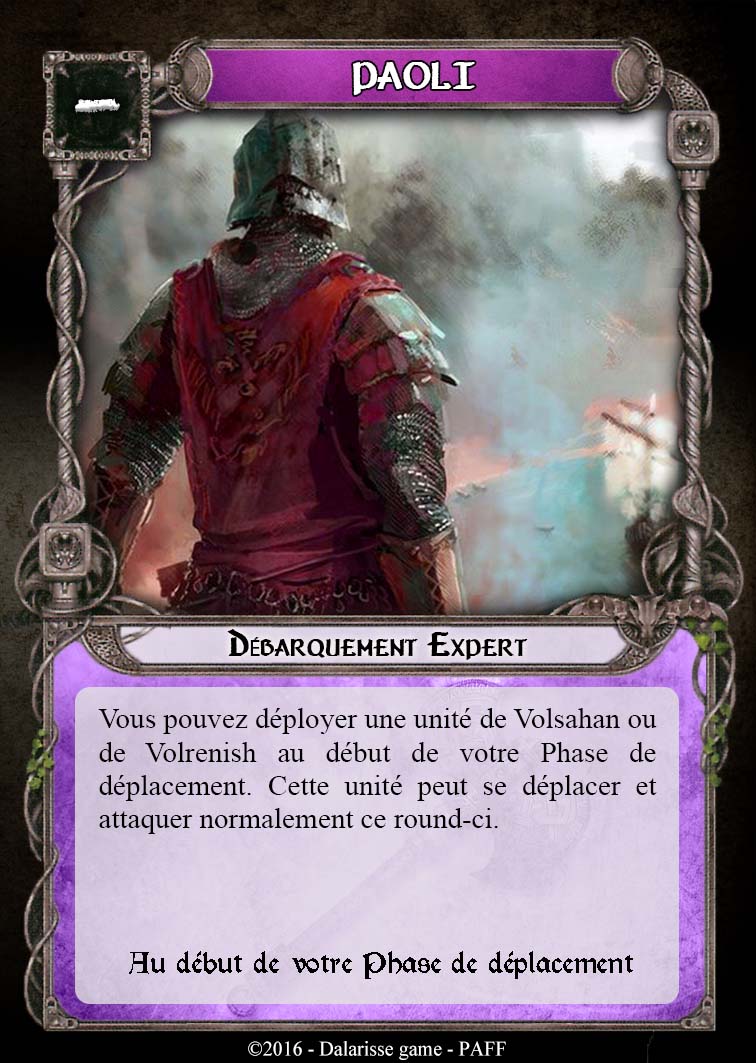 PAOLI
-
Débarquement Expert
Vous pouvez déployer une unité de Volsahan ou
de Volrenish au début de votre Phase de
déplacement. Cette unité peut se déplacer et
attaquer normalement ce round-ci.
Au début de votre Phase de déplacement
©2016 - Dalarisse game - PAFF